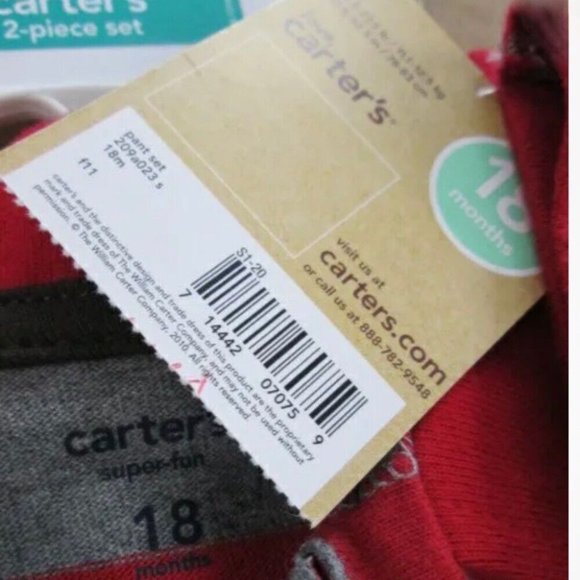 carter's
2-piece set
carter's®
18
months
visit us at
carters.com
or call us at 888-782-9548
pant set
209a023 s
18m
f11
S1-20
7 14442 07075 9
carter's and the distinctive design and trade dress of this product are the proprietary
mark and trade dress of The William Carter Company, and may not be used without
permission. © The William Carter Company, 2010. All rights reserved.
carter's
super-fun
18
months